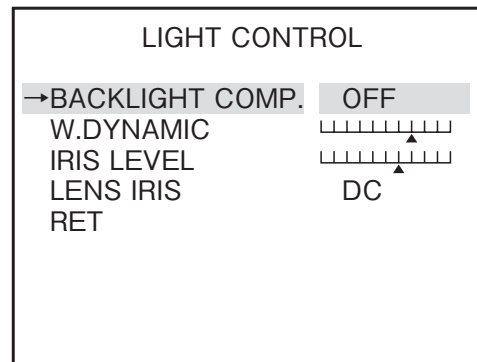 LIGHT CONTROL
→BACKLIGHT COMP. OFF
W.DYNAMIC
IRIS LEVEL
LENS IRIS DC
RET